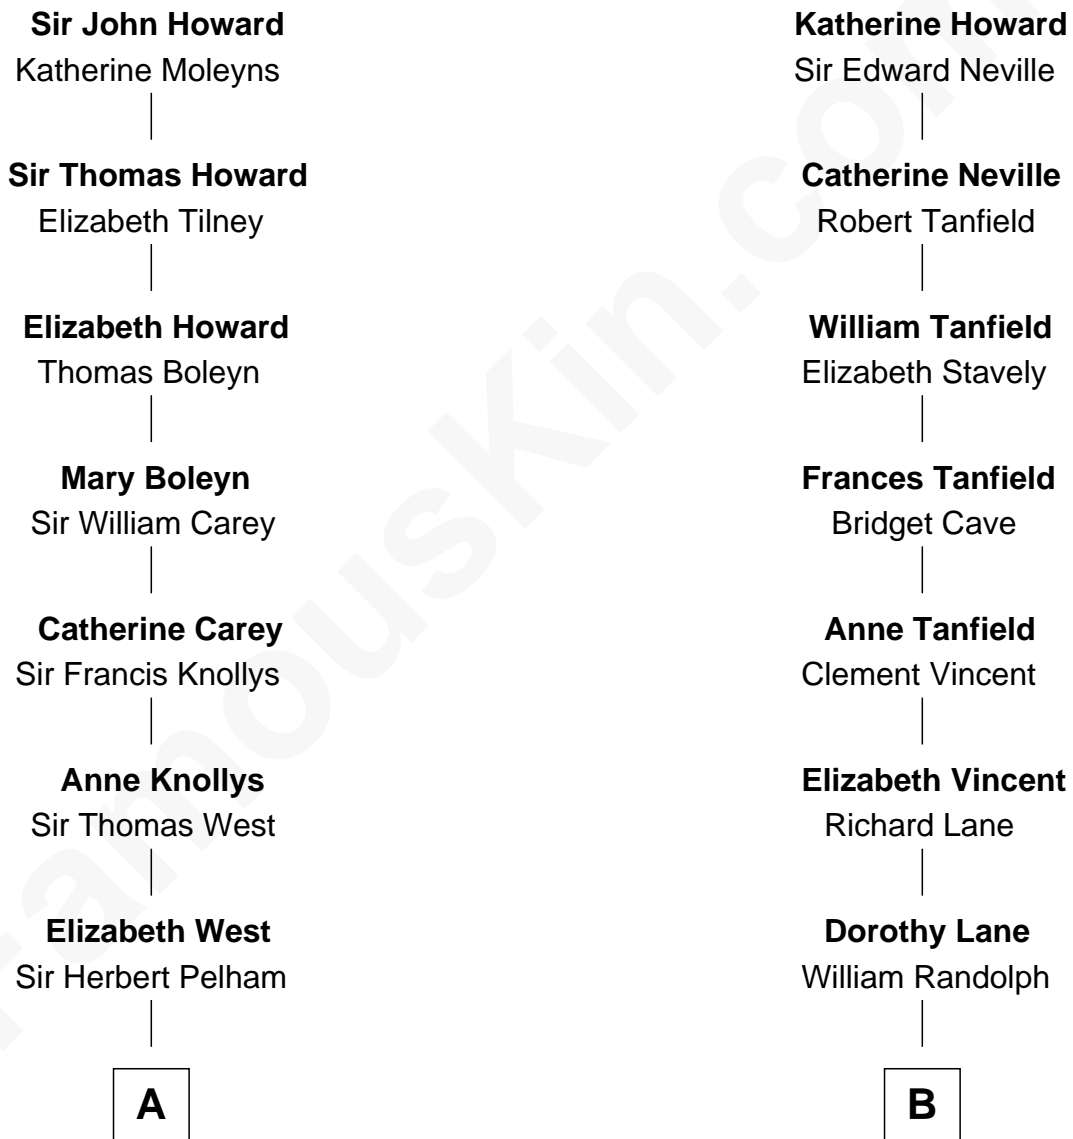 Sir John Howard
Katherine Moleyns
Sir Thomas Howard
Elizabeth Tilney
Elizabeth Howard
Thomas Boleyn
Mary Boleyn
Sir William Carey
Catherine Carey
Sir Francis Knollys
Anne Knollys
Sir Thomas West
Elizabeth West
Sir Herbert Pelham
A
Katherine Howard
Sir Edward Neville
Catherine Neville
Robert Tanfield
William Tanfield
Elizabeth Stavely
Frances Tanfield
Bridget Cave
Anne Tanfield
Clement Vincent
Elizabeth Vincent
Richard Lane
Dorothy Lane
William Randolph
B
FamousKin.com